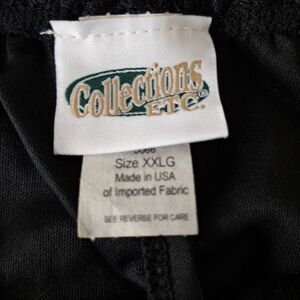 Collections
ETC.®
Size XXLG
Made in USA
of Imported Fabric
SEE REVERSE FOR CARE